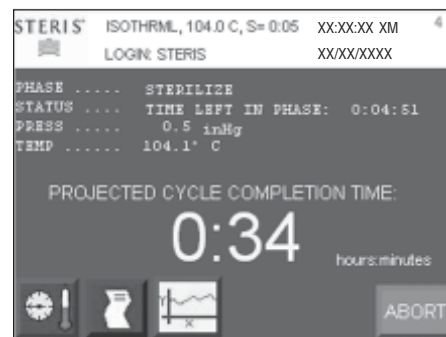 STERIS® ISOTHRML, 104.0 C, S= 0:05 XX:XX:XX XM 4
LOGIN: STERIS XX/XX/XXXX
PHASE ..... STERILIZE
STATUS .... TIME LEFT IN PHASE: 0:04:51
PRESS ..... 0.5 inHg
TEMP ...... 104.1° C
PROJECTED CYCLE COMPLETION TIME:
0:34 hours:minutes
Y
X
ABORT